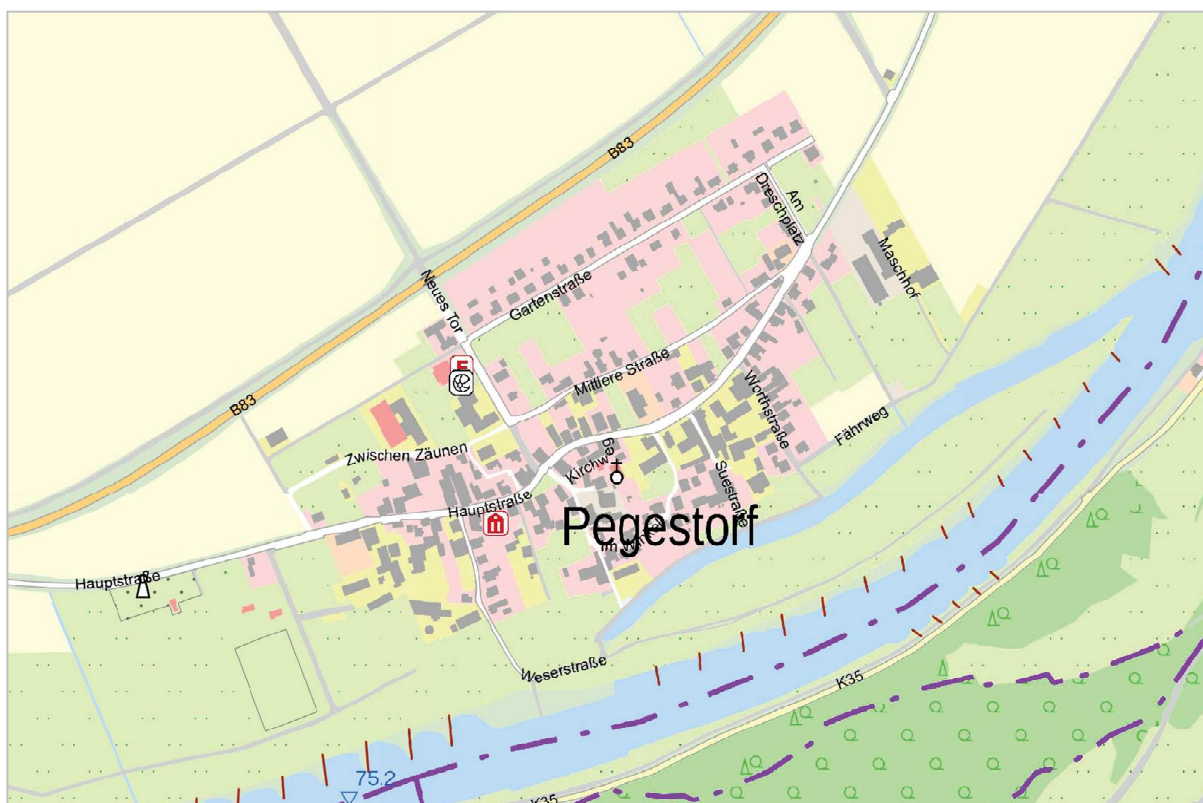 B83
Am
Dreschplatz
Maschhof
Neues Tor
Gartenstraße
Mittlere Straße
F
B83
Worthstraße
Fährweg
Zwischen Zäunen
Kirchweg
Suestraße
Hauptstraße
Pegestorf
Hauptstraße
Weserstraße
K35
75.2
K35